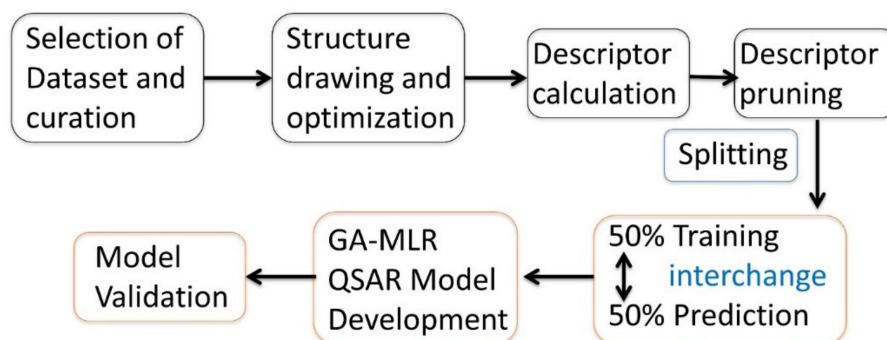 Selection of
Dataset and
curation
Structure
drawing and
optimization
Descriptor
calculation
Descriptor
pruning
Splitting
50% Training
interchange
50% Prediction
GA-MLR
QSAR Model
Development
Model
Validation